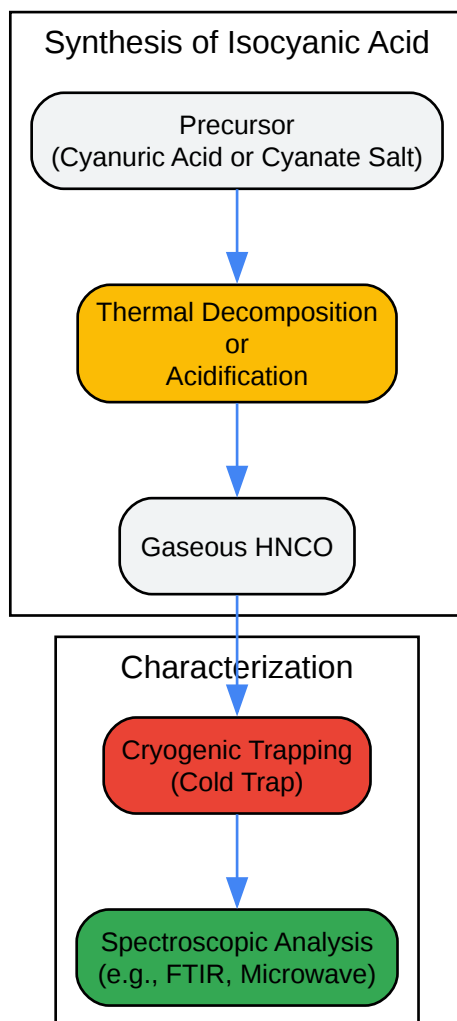 Synthesis of Isocyanic Acid
Precursor
(Cyanuric Acid or Cyanate Salt)
Thermal Decomposition
or
Acidification
Gaseous HNCO
Characterization
Cryogenic Trapping
(Cold Trap)
Spectroscopic Analysis
(e.g., FTIR, Microwave)